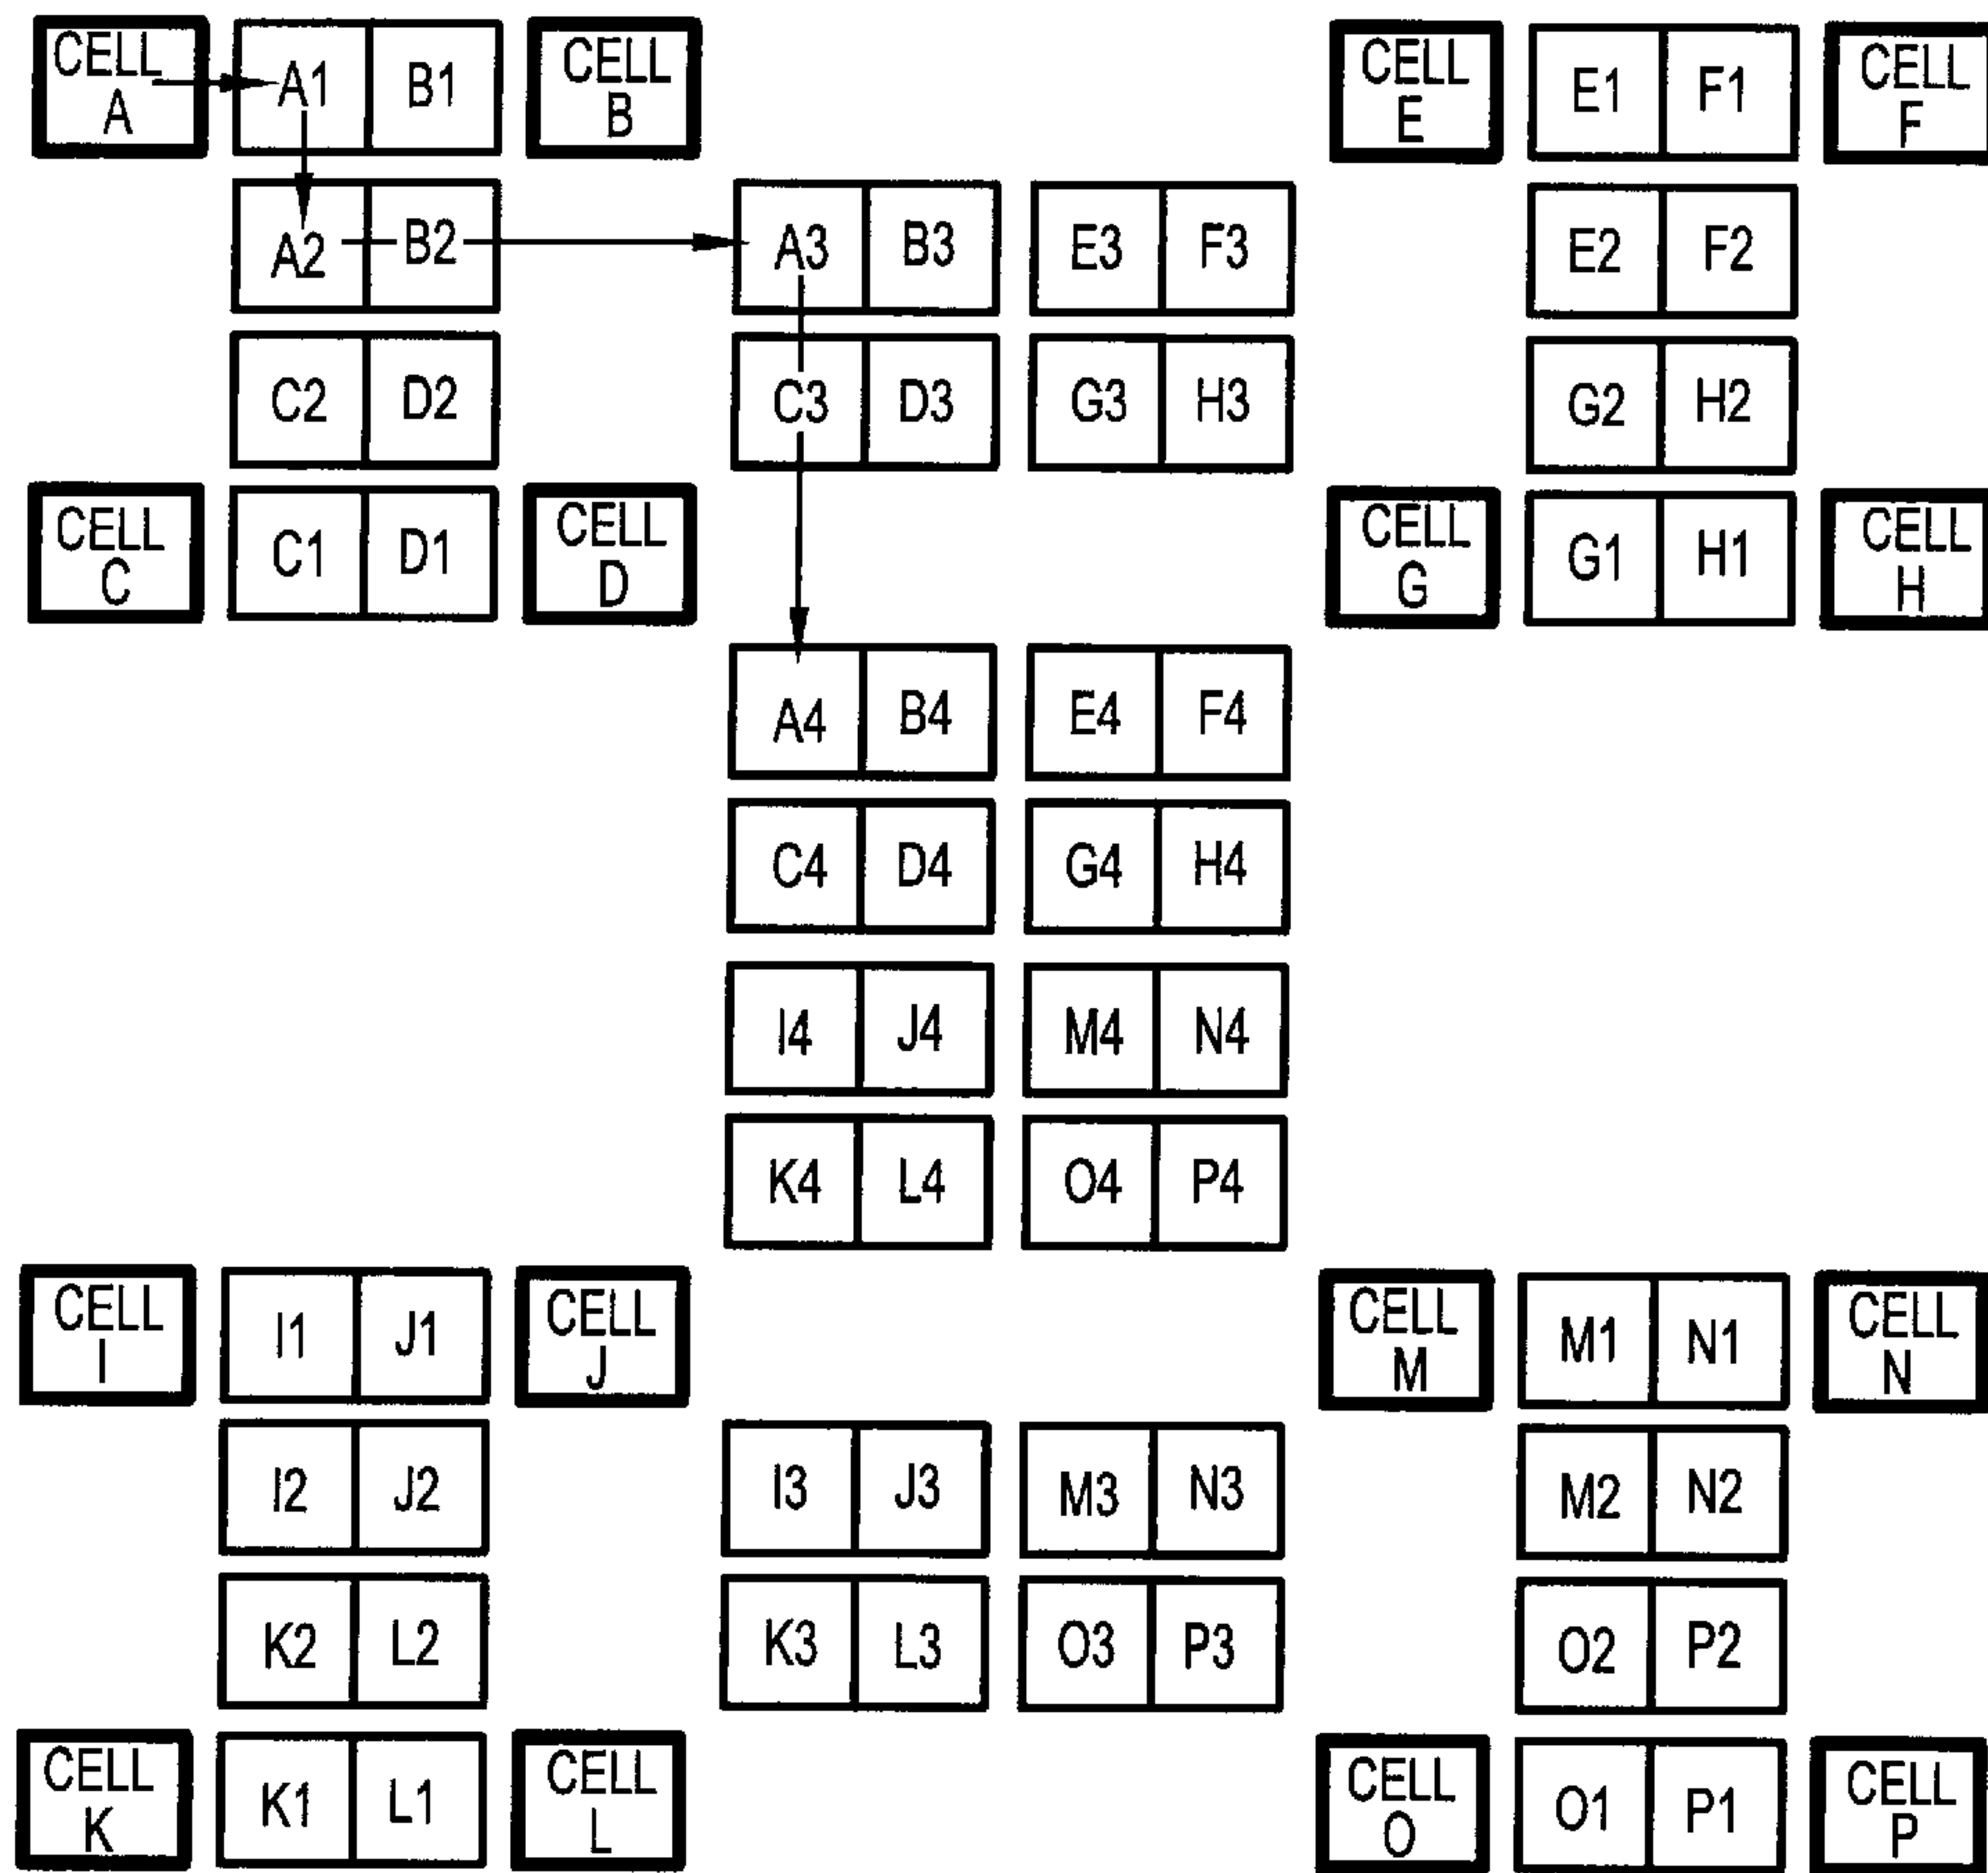 CELL A A1 B1 CELL B CELL E E1 F1 CELL F
A2 B2 A3 B3 E3 F3 E2 F2
C2 D2 C3 D3 G3 H3 G2 H2
CELL C C1 D1 CELL D CELL G G1 H1 CELL H
A4 B4 E4 F4
C4 D4 G4 H4
I4 J4 M4 N4
K4 L4 O4 P4
CELL I I1 J1 CELL J CELL M M1 N1 CELL N
I2 J2 I3 J3 M3 N3 M2 N2
K2 L2 K3 L3 O3 P3 O2 P2
CELL K K1 L1 CELL L CELL O O1 P1 CELL P